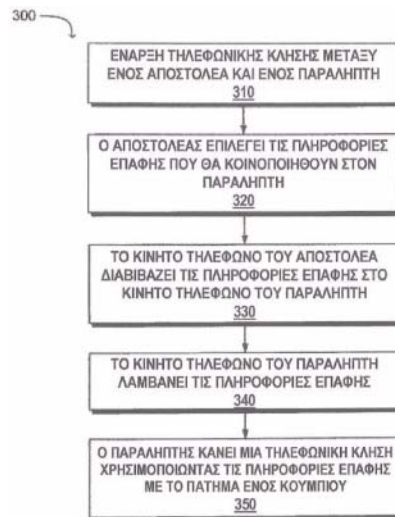 300
ΕΝΑΡΞΗ ΤΗΛΕΦΩΝΙΚΗΣ ΚΛΗΣΗΣ ΜΕΤΑΞΥ
ΕΝΟΣ ΑΠΟΣΤΟΛΕΑ ΚΑΙ ΕΝΟΣ ΠΑΡΑΛΗΠΤΗ
310
Ο ΑΠΟΣΤΟΛΕΑΣ ΕΠΙΛΕΓΕΙ ΤΙΣ ΠΛΗΡΟΦΟΡΙΕΣ
ΕΠΑΦΗΣ ΠΟΥ ΘΑ ΚΟΙΝΟΠΟΙΗΘΟΥΝ ΣΤΟΝ
ΠΑΡΑΛΗΠΤΗ
320
ΤΟ ΚΙΝΗΤΟ ΤΗΛΕΦΩΝΟ ΤΟΥ ΑΠΟΣΤΟΛΕΑ
ΔΙΑΒΙΒΑΖΕΙ ΤΙΣ ΠΛΗΡΟΦΟΡΙΕΣ ΕΠΑΦΗΣ ΣΤΟ
ΚΙΝΗΤΟ ΤΗΛΕΦΩΝΟ ΤΟΥ ΠΑΡΑΛΗΠΤΗ
330
ΤΟ ΚΙΝΗΤΟ ΤΗΛΕΦΩΝΟ ΤΟΥ ΠΑΡΑΛΗΠΤΗ
ΛΑΜΒΑΝΕΙ ΤΙΣ ΠΛΗΡΟΦΟΡΙΕΣ ΕΠΑΦΗΣ
340
Ο ΠΑΡΑΛΗΠΤΗΣ ΚΑΝΕΙ ΜΙΑ ΤΗΛΕΦΩΝΙΚΗ ΚΛΗΣΗ
ΧΡΗΣΙΜΟΠΟΙΩΝΤΑΣ ΤΙΣ ΠΛΗΡΟΦΟΡΙΕΣ ΕΠΑΦΗΣ
ΜΕ ΤΟ ΠΑΤΗΜΑ ΕΝΟΣ ΚΟΥΜΠΙΟΥ
350